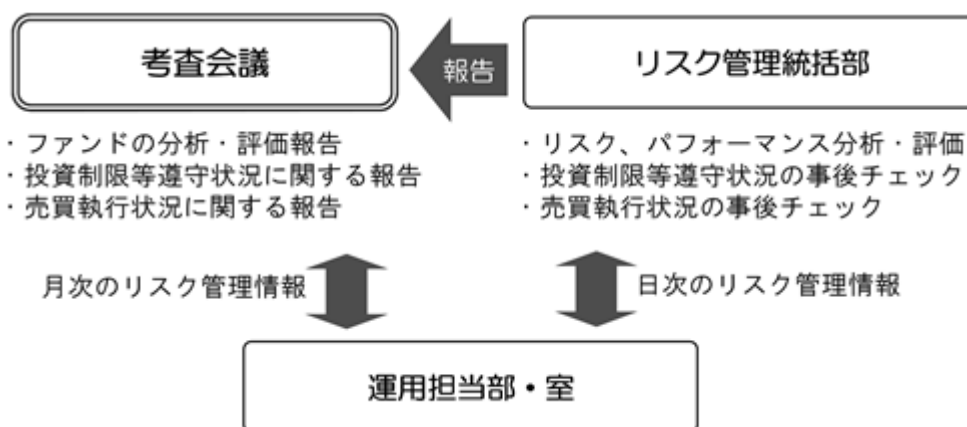 考査会議
報告
リスク管理統括部
・ファンドの分析・評価報告
・投資制限等遵守状況に関する報告
・売買執行状況に関する報告
・リスク、パフォーマンス分析・評価
・投資制限等遵守状況の事後チェック
・売買執行状況の事後チェック
月次のリスク管理情報
日次のリスク管理情報
運用担当部・室